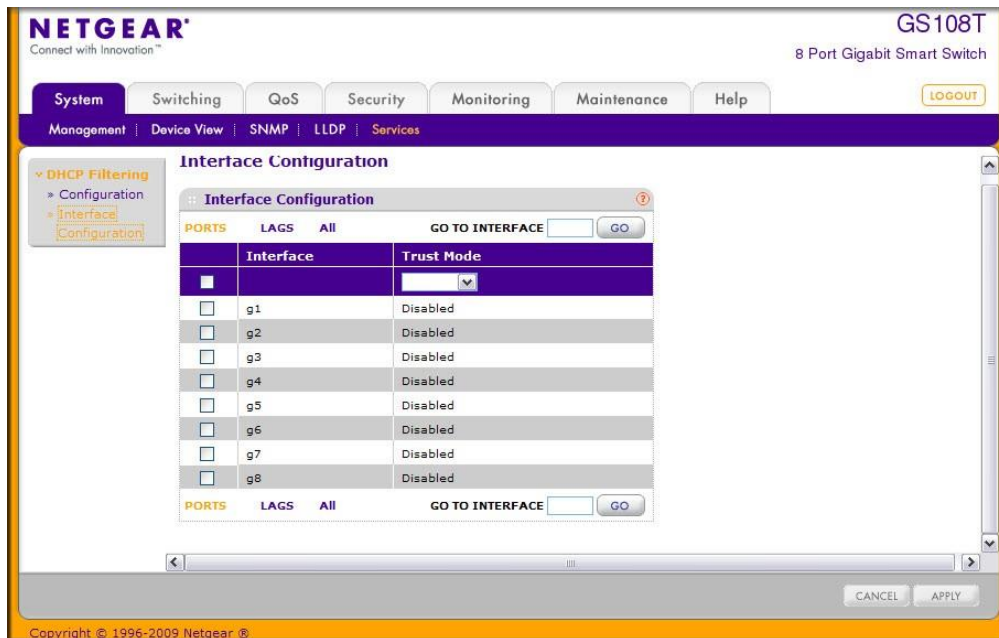 NETGEAR®
Connect with Innovation™
GS108T
8 Port Gigabit Smart Switch
System
Switching
QoS
Security
Monitoring
Maintenance
Help
LOGOUT
Management
Device View
SNMP
LLDP
Services
DHCP Filtering
» Configuration
» Interface Configuration
Interface Configuration
Interface Configuration
?
PORTS LAGS All GO TO INTERFACE GO
Interface Trust Mode
g1 Disabled
g2 Disabled
g3 Disabled
g4 Disabled
g5 Disabled
g6 Disabled
g7 Disabled
g8 Disabled
PORTS LAGS All GO TO INTERFACE GO
CANCEL
APPLY
Copyright © 1996-2009 Netgear ®